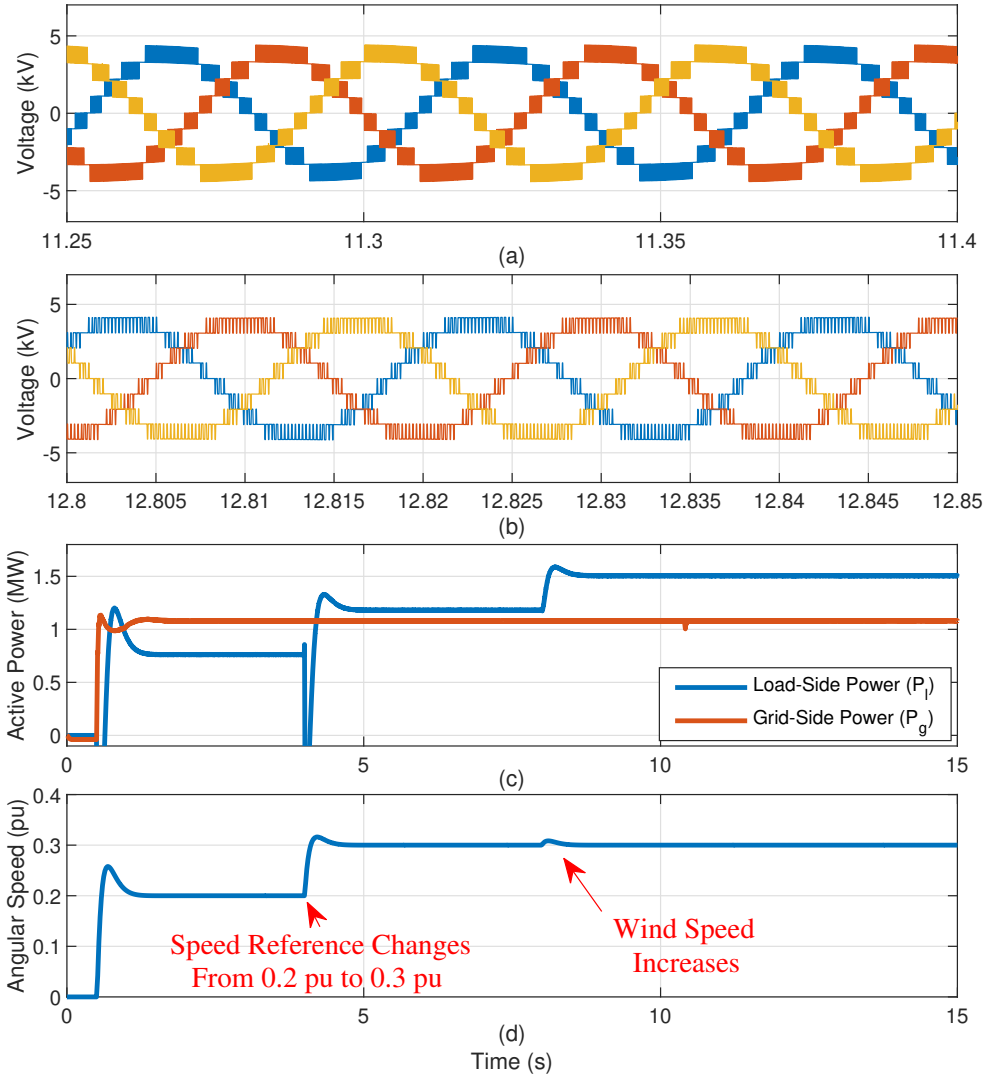 5
0
-5
Voltage (kV)
11.25 11.3 11.35 11.4
(a)
5
0
-5
Voltage (kV)
12.8 12.805 12.81 12.815 12.82 12.825 12.83 12.835 12.84 12.845 12.85
(b)
1.5
1
0.5
0
Active Power (MW)
Load-Side Power (P_l)
Grid-Side Power (P_g)
0 5 10 15
(c)
0.4
0.3
0.2
0.1
0
Angular Speed (pu)
Speed Reference Changes
From 0.2 pu to 0.3 pu
Wind Speed
Increases
0 5 10 15
(d)
Time (s)